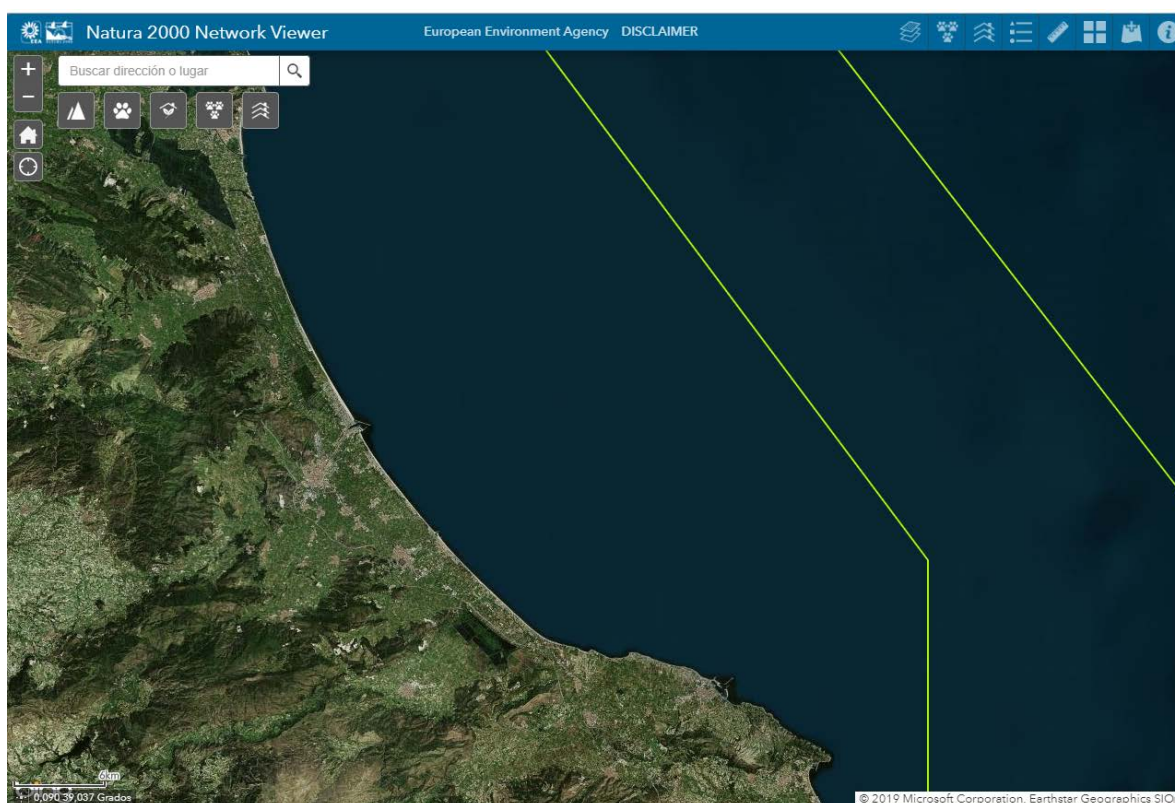 EEA Natura 2000 Network Viewer European Environment Agency DISCLAIMER
Buscar dirección o lugar
6km
0,090 39,037 Grados
© 2019 Microsoft Corporation, Earthstar Geographics SIO